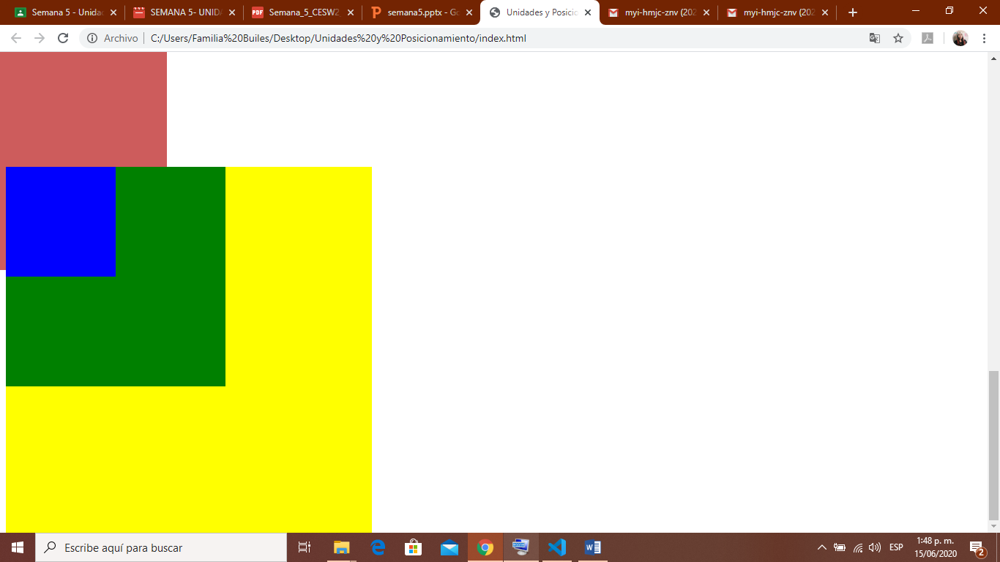 Semana 5 - Unida
SEMANA 5- UNID
PDF
Semana_5_CESW2
semana5.pptx - Go
Unidades y Posicio
myi-hmjc-znv (202
myi-hmjc-znv (202
Archivo
C:/Users/Familia%20Builes/Desktop/Unidades%20y%20Posicionamiento/index.html
Escribe aquí para buscar
ESP
1:48 p. m.
15/06/2020
2